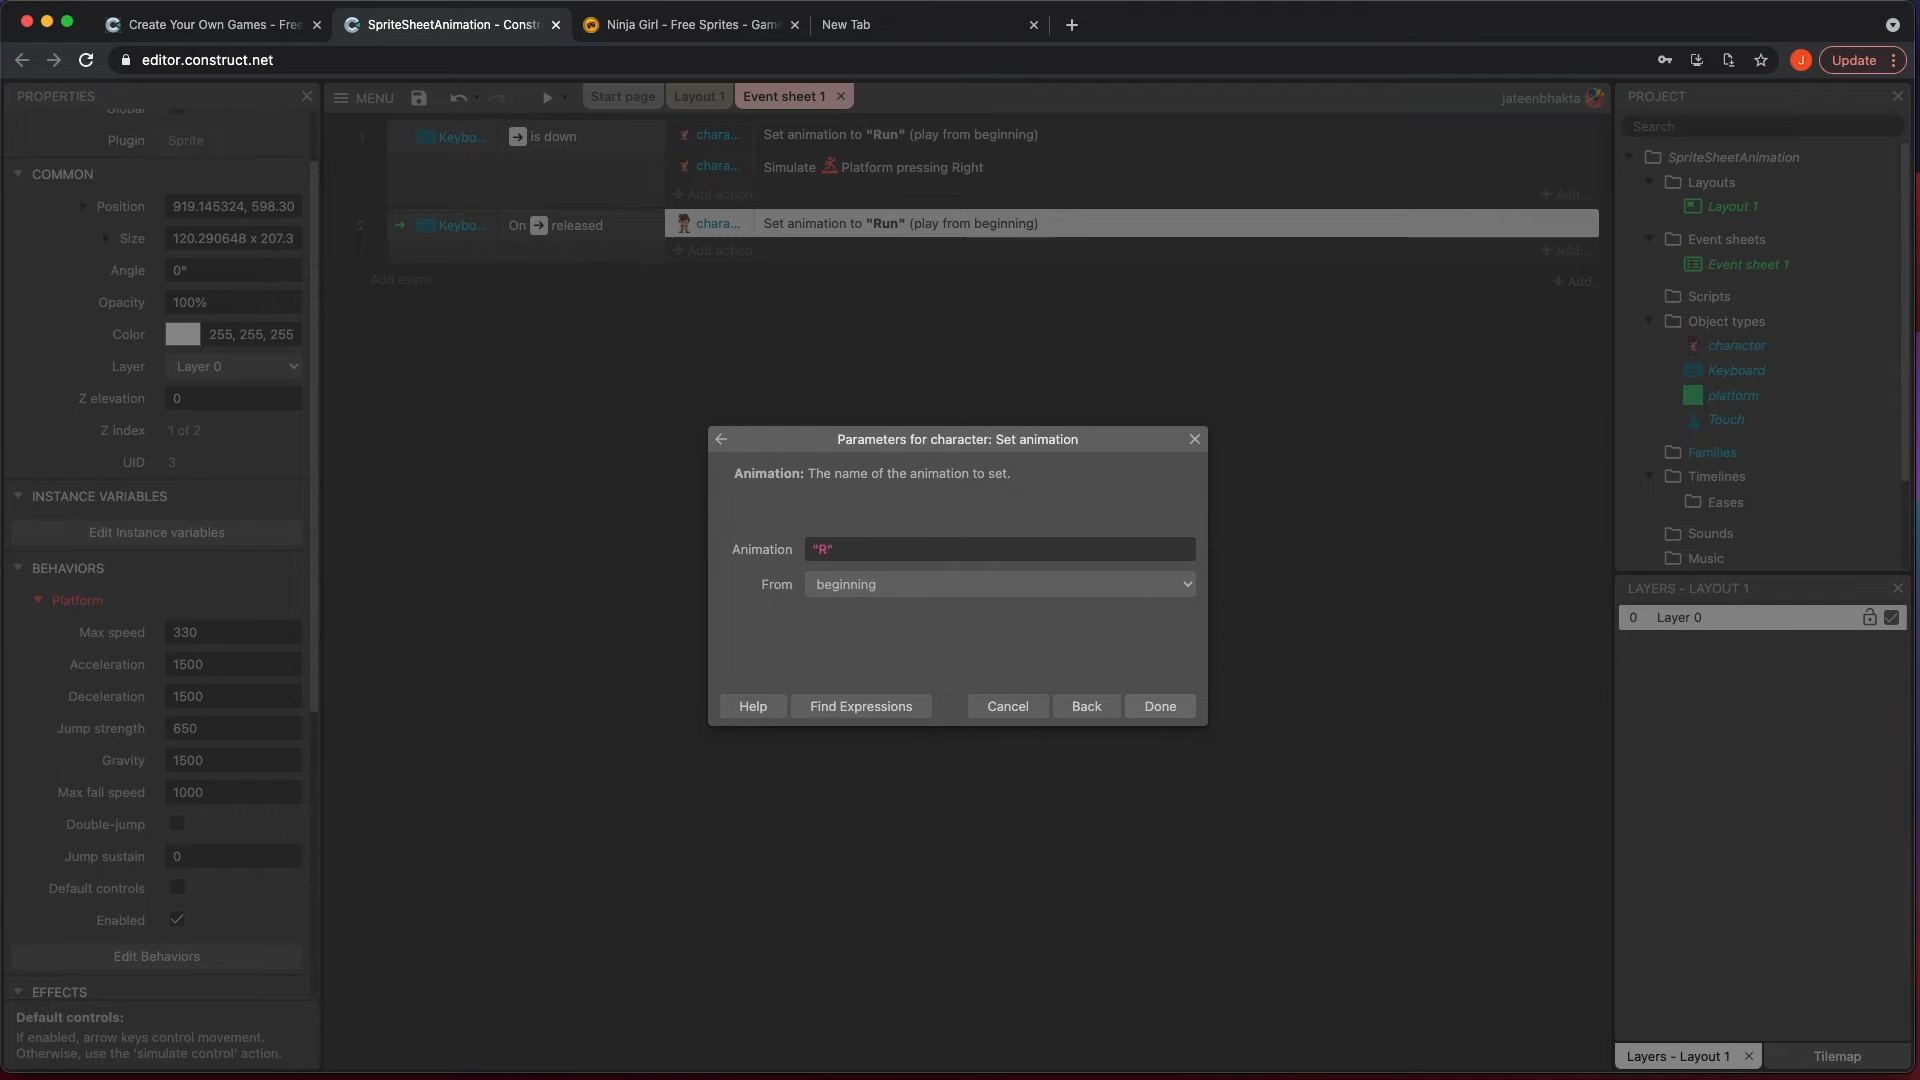 Create Your Own Games - Free
SpriteSheetAnimation - Constr
Ninja Girl - Free Sprites - Game
New Tab
editor.construct.net
J
Update
PROPERTIES
MENU
Start page
Layout 1
Event sheet 1
jateenbhakta
PROJECT
Global
Plugin Sprite
COMMON
Position 919.145324, 598.30
Size 120.290648 x 207.3
Angle 0°
Opacity 100%
Color 255, 255, 255
Layer Layer 0
Z elevation 0
Z index 1 of 2
UID 3
INSTANCE VARIABLES
Edit Instance variables
BEHAVIORS
Platform
Max speed 330
Acceleration 1500
Deceleration 1500
Jump strength 650
Gravity 1500
Max fall speed 1000
Double-jump
Jump sustain 0
Default controls
Enabled
Edit Behaviors
EFFECTS
Default controls:
If enabled, arrow keys control movement.
Otherwise, use the 'simulate control' action.
1 Keybo... → is down chara... Set animation to "Run" (play from beginning)
chara... Simulate Platform pressing Right
+ Add action + Add...
2 Keybo... On → released chara... Set animation to "Run" (play from beginning)
+ Add action + Add...
Add event + Add...
Parameters for character: Set animation
Animation: The name of the animation to set.
Animation "R"
From beginning
Help
Find Expressions
Cancel
Back
Done
Search
SpriteSheetAnimation
Layouts
Layout 1
Event sheets
Event sheet 1
Scripts
Object types
character
Keyboard
platform
Touch
Families
Timelines
Eases
Sounds
Music
LAYERS - LAYOUT 1
0 Layer 0
Layers - Layout 1
Tilemap